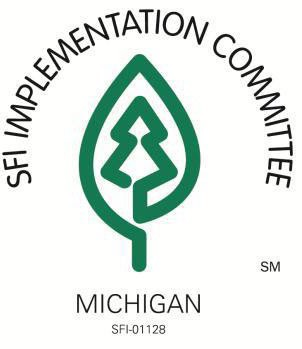 SFI IMPLEMENTATION COMMITTEE
SM
MICHIGAN
SFI-01128